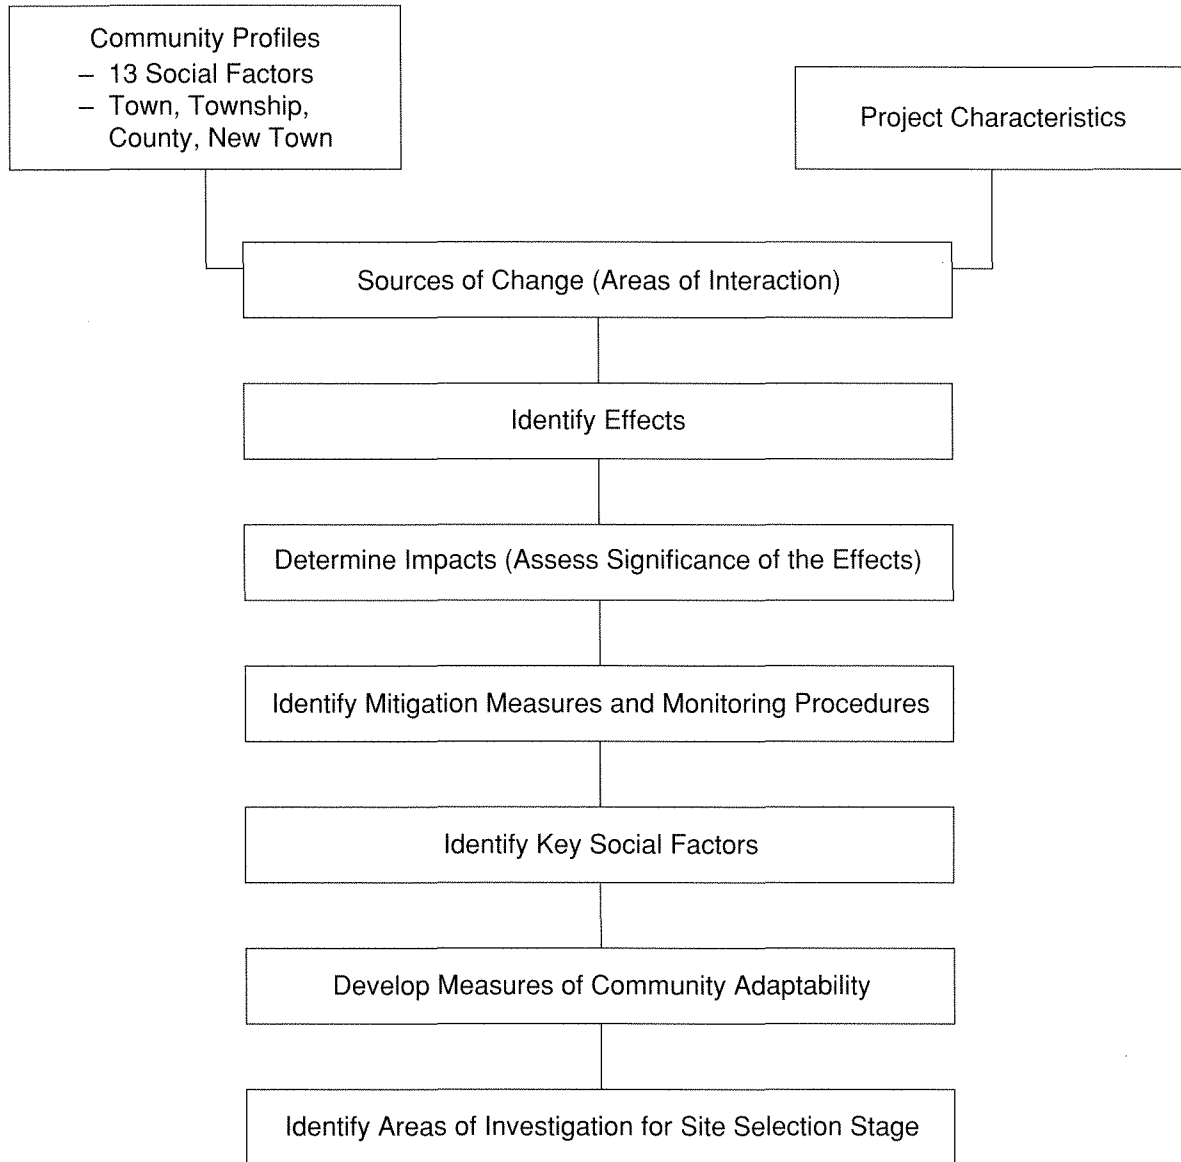 Community Profiles
– 13 Social Factors
– Town, Township,
County, New Town
Project Characteristics
Sources of Change (Areas of Interaction)
Identify Effects
Determine Impacts (Assess Significance of the Effects)
Identify Mitigation Measures and Monitoring Procedures
Identify Key Social Factors
Develop Measures of Community Adaptability
Identify Areas of Investigation for Site Selection Stage